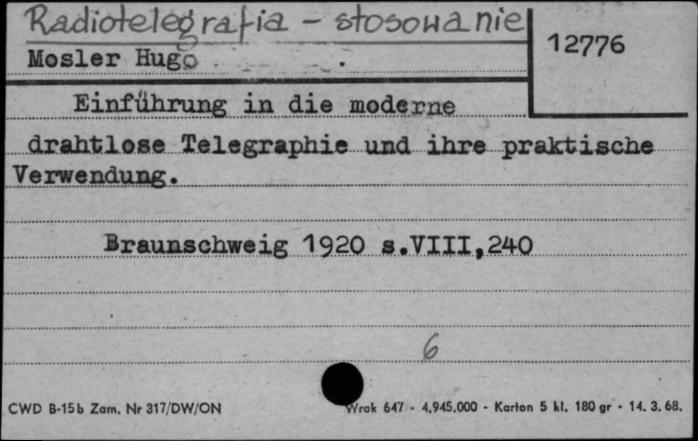 Radiotelegrafia - stosowanie
12776
Mosler Hugo
Einführung in die moderne
drahtlose Telegraphie und ihre praktische
Verwendung.
Braunschweig 1920 s.VIII,240
6
CWD B-15b Zam. Nr 317/DW/ON
Wrak 647 - 4,945.000 - Karton 5 kl. 180 gr - 14. 3. 68.